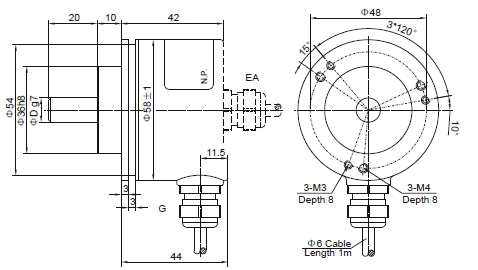 20
10
42
Φ48
3*120°
15°
N.P.
EA
Φ54
Φ36h8
ΦD g7
Φ58±1
10°
11.5
3
3
G
3-M3
Depth 8
3-M4
Depth 8
Φ6 Cable
Length 1m
44